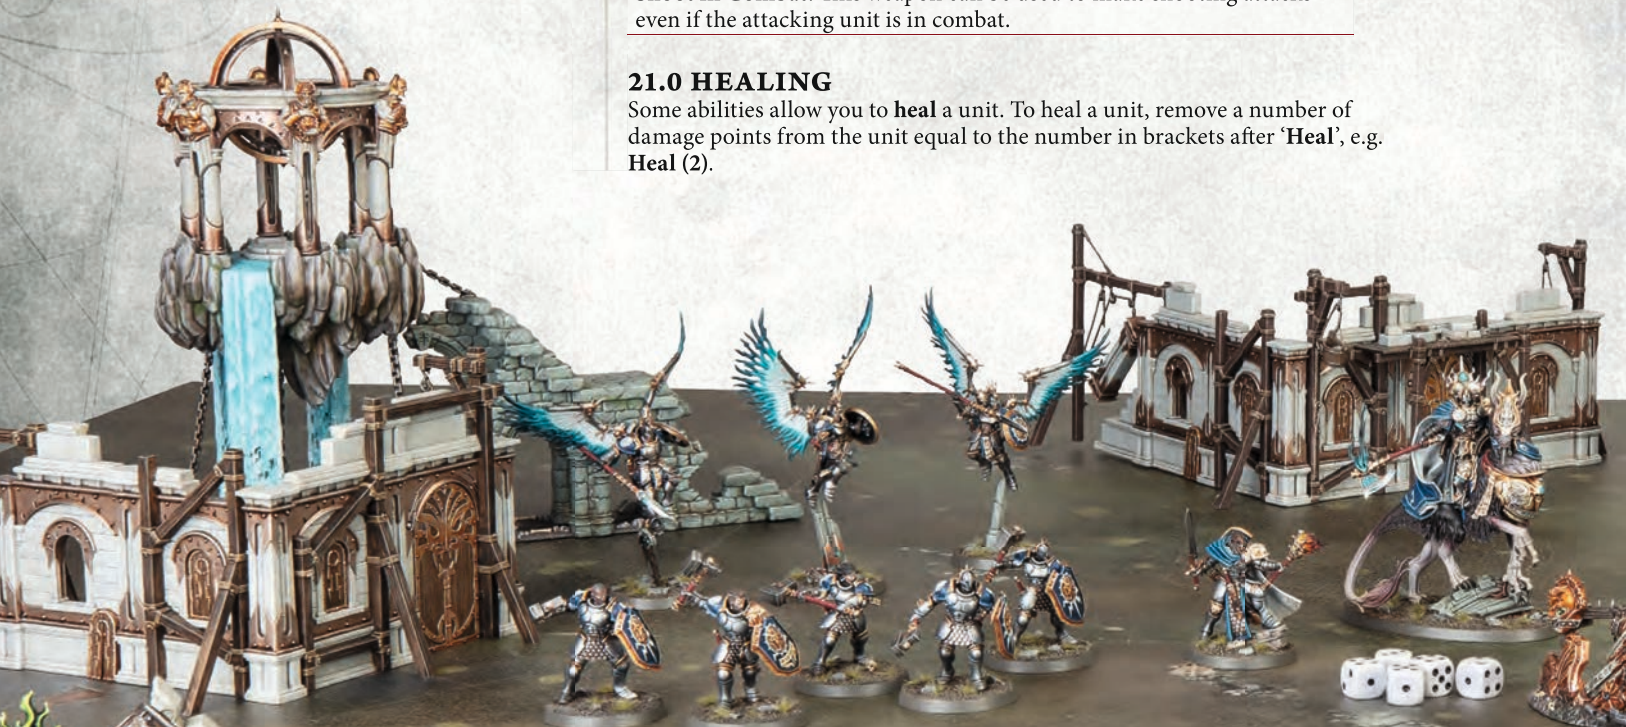 even if the attacking unit is in combat.
21.0 HEALING
Some abilities allow you to heal a unit. To heal a unit, remove a number of
damage points from the unit equal to the number in brackets after ‘Heal’, e.g.
Heal (2).